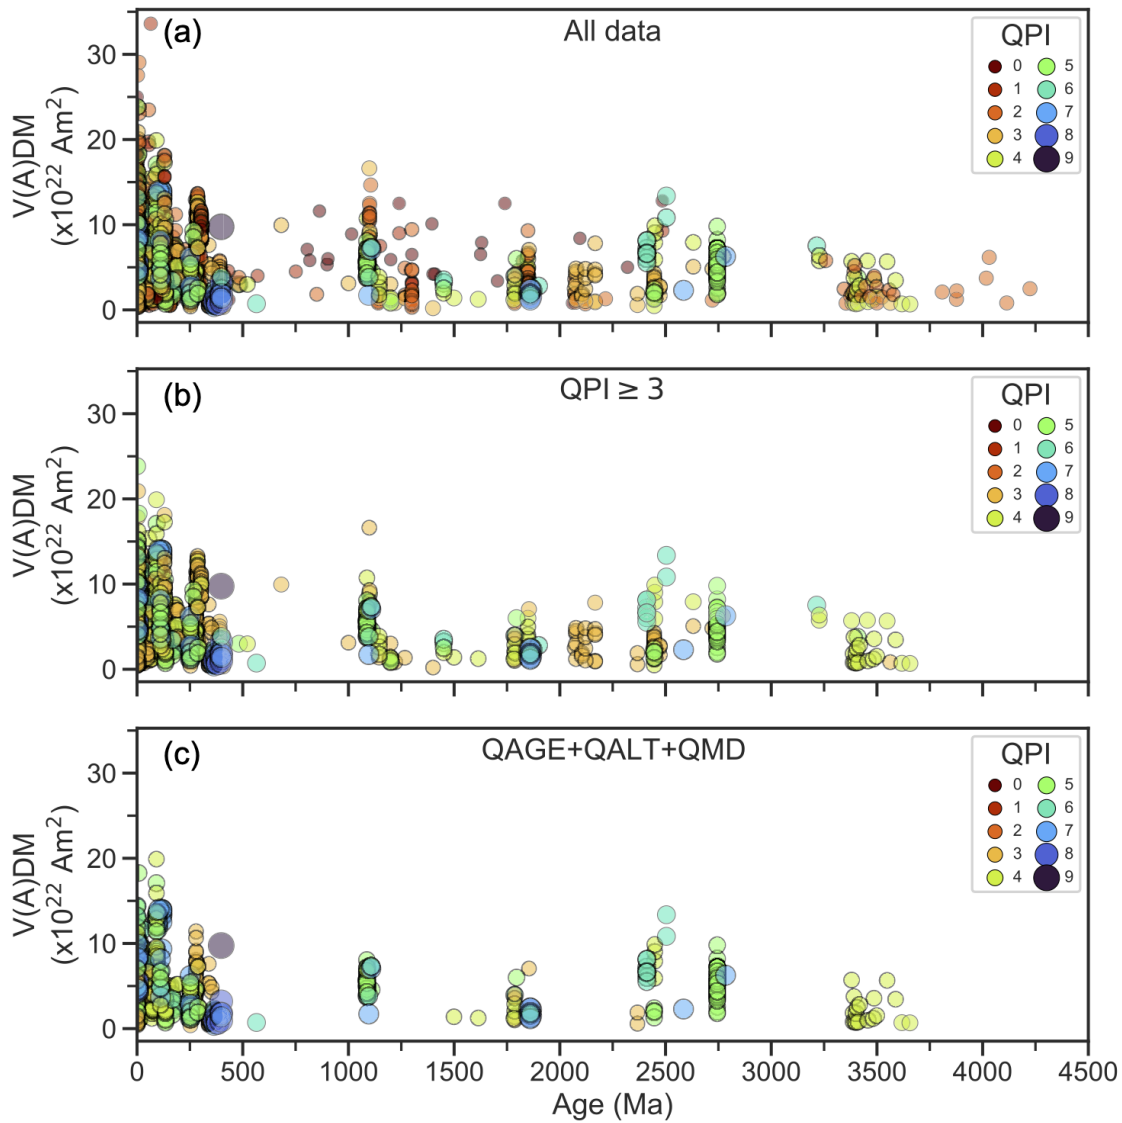 (a)
All data
QPI
0 5
1 6
2 7
3 8
4 9
V(A)DM
(x10²² Am²)
30
20
10
0
(b)
QPI ≥ 3
QPI
0 5
1 6
2 7
3 8
4 9
V(A)DM
(x10²² Am²)
30
20
10
0
(c)
QAGE+QALT+QMD
QPI
0 5
1 6
2 7
3 8
4 9
V(A)DM
(x10²² Am²)
30
20
10
0
0 500 1000 1500 2000 2500 3000 3500 4000 4500
Age (Ma)